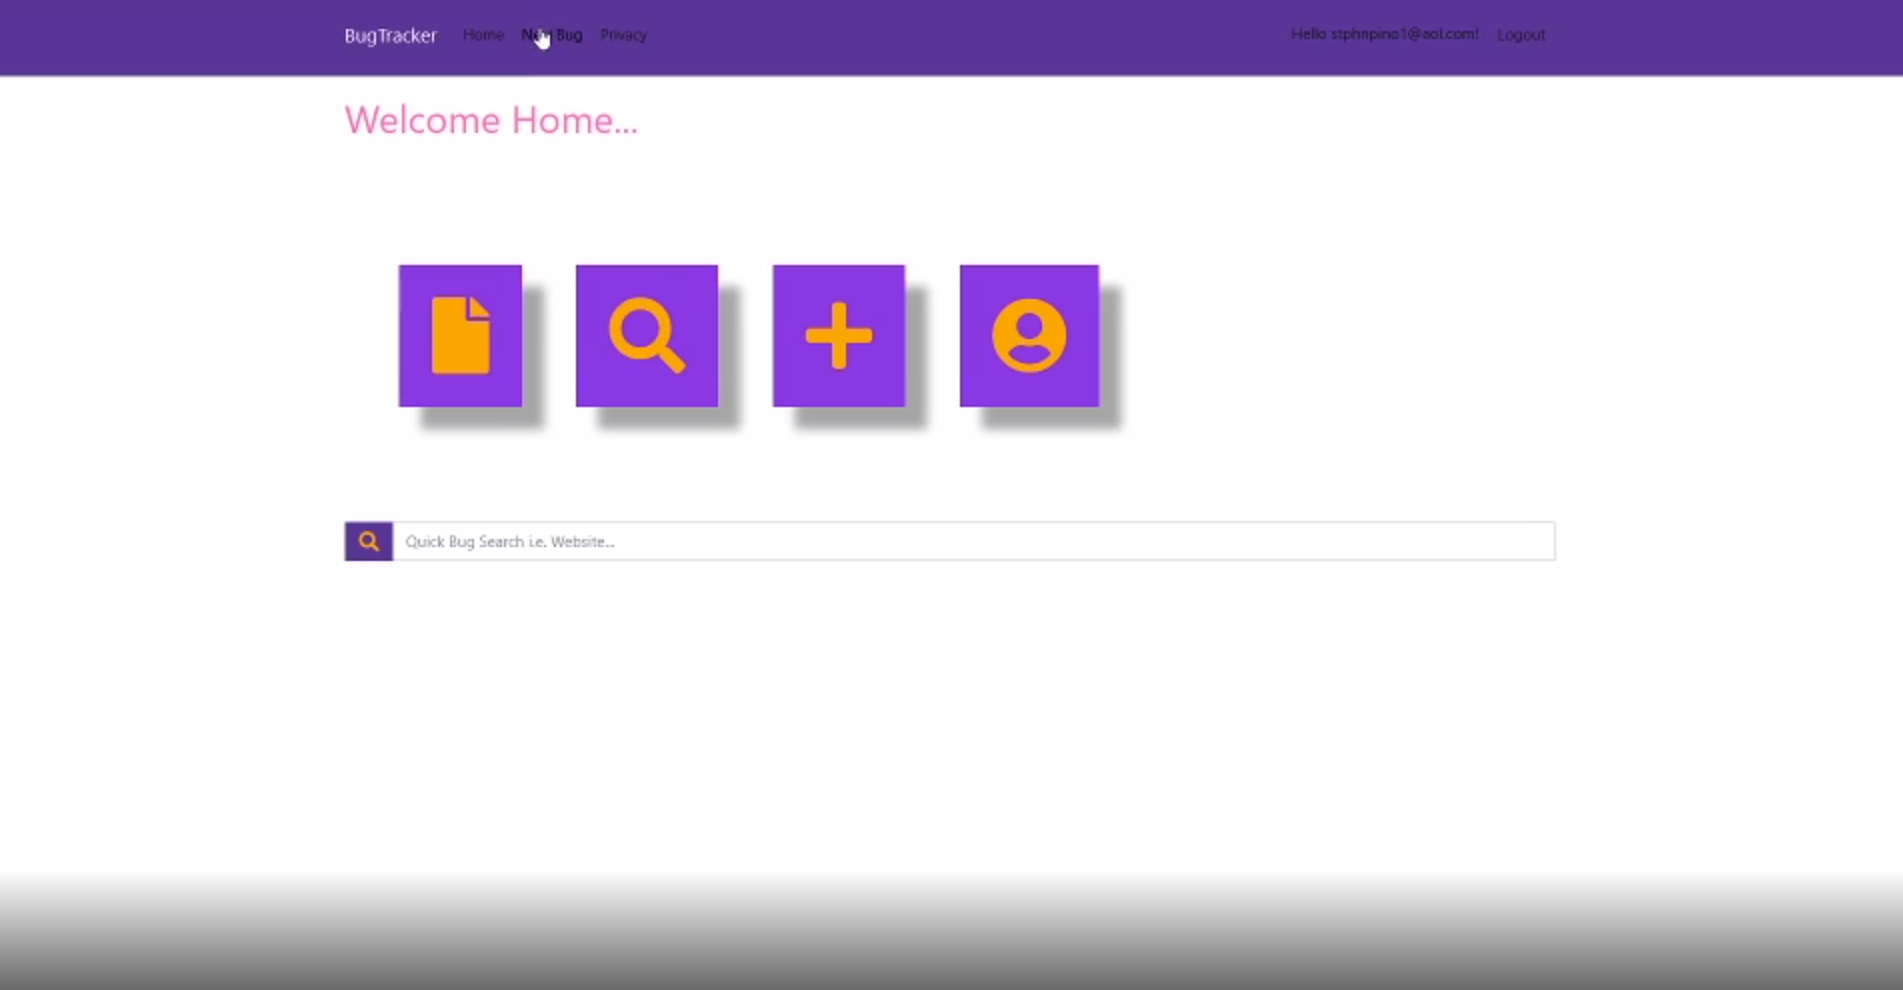 BugTracker Home New Bug Privacy Hello stphnpino1@aol.com! Logout
Welcome Home...
Quick Bug Search i.e. Website...